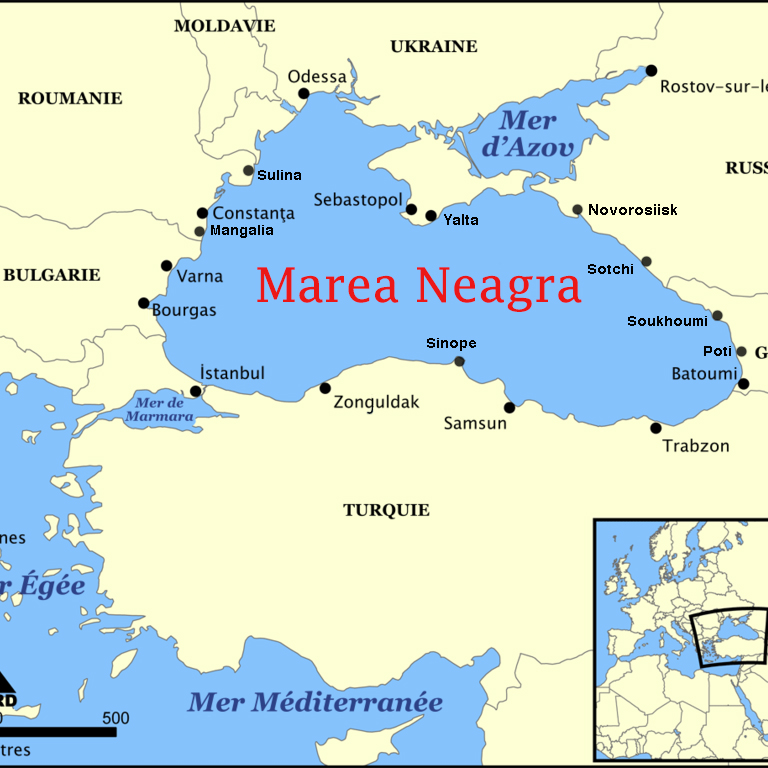 MOLDAVIE
UKRAINE
Odessa
Rostov-sur-le
ROUMANIE
Mer
d'Azov
RUSS
Sulina
Sebastopol
Constanţa
Yalta
Novorosiisk
Mangalia
BULGARIE
Varna
Marea Neagra
Sotchi
Bourgas
Soukhoumi
Sinope
Poti
G
İstanbul
Batoumi
Mer de
Marmara
Zonguldak
Samsun
Trabzon
TURQUIE
nes
r Égée
Mer Méditerranée
RD
0
500
tres